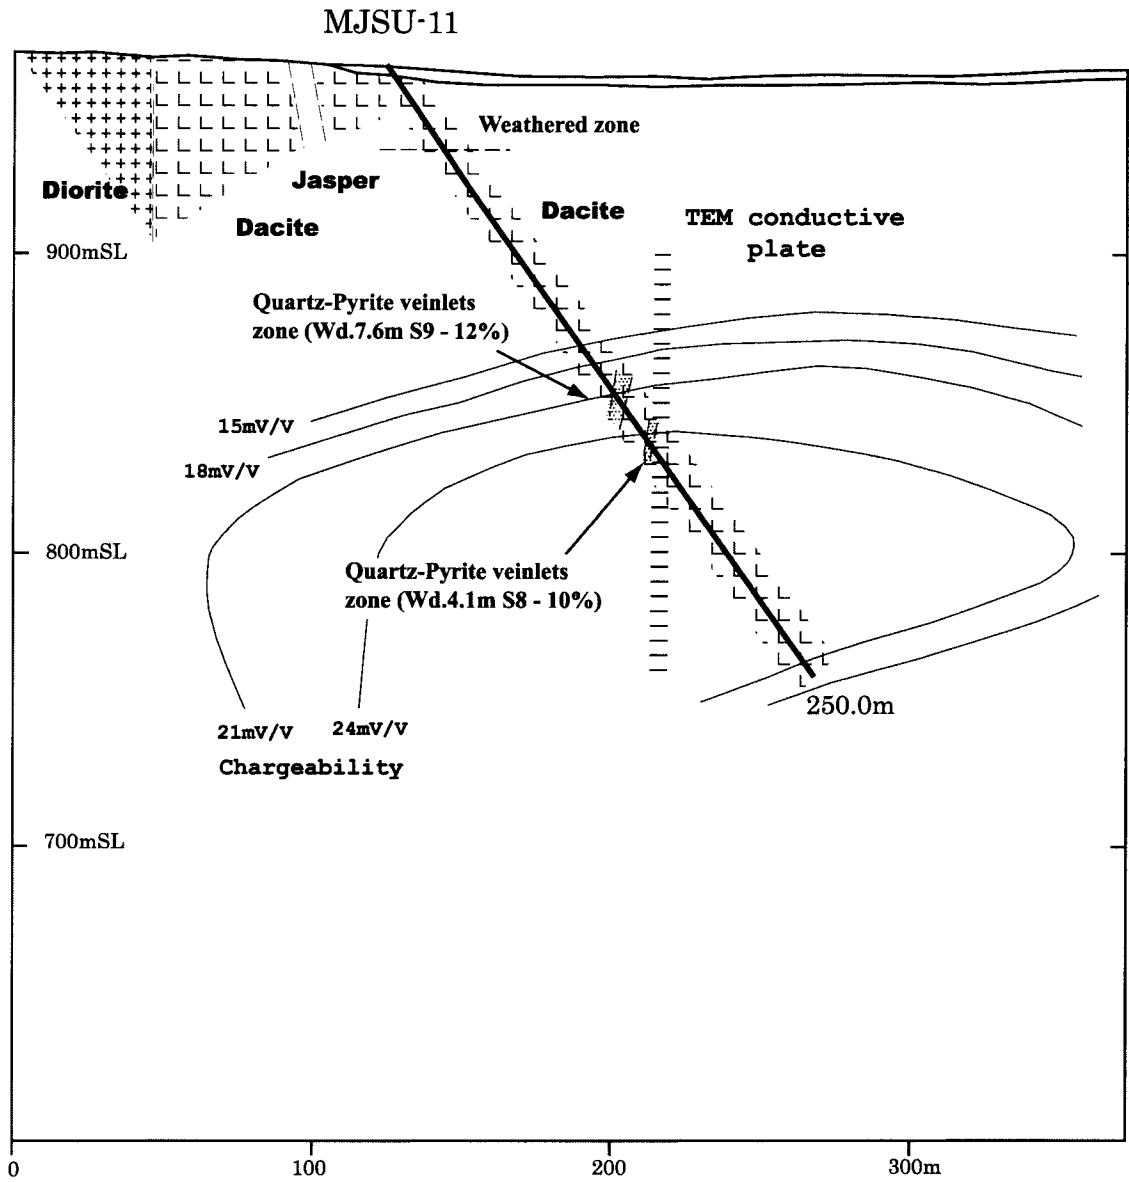 MJSU-11
Weathered zone
Diorite
Jasper
Dacite
Dacite
TEM conductive
plate
900mSL
Quartz-Pyrite veinlets
zone (Wd.7.6m S9 - 12%)
15mV/V
18mV/V
800mSL
Quartz-Pyrite veinlets
zone (Wd.4.1m S8 - 10%)
250.0m
21mV/V
24mV/V
Chargeability
700mSL
0
100
200
300m